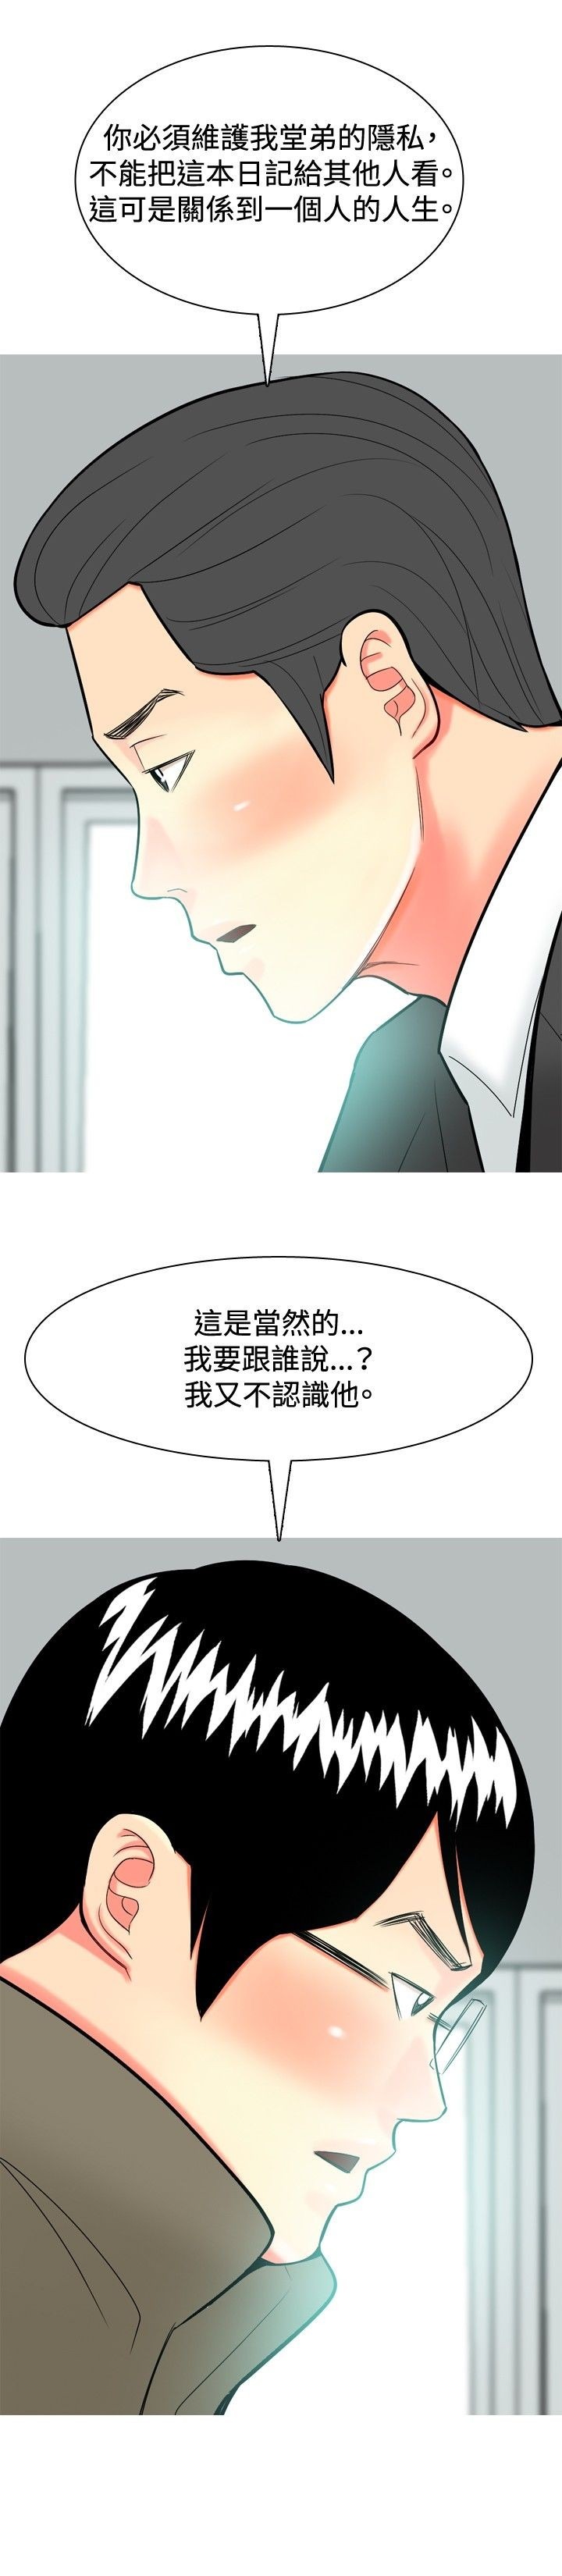 你必須維護我堂弟的隱私，
不能把這本日記給其他人看。
這可是關係到一個人的人生。
這是當然的...
我要跟誰說...？
我又不認識他。